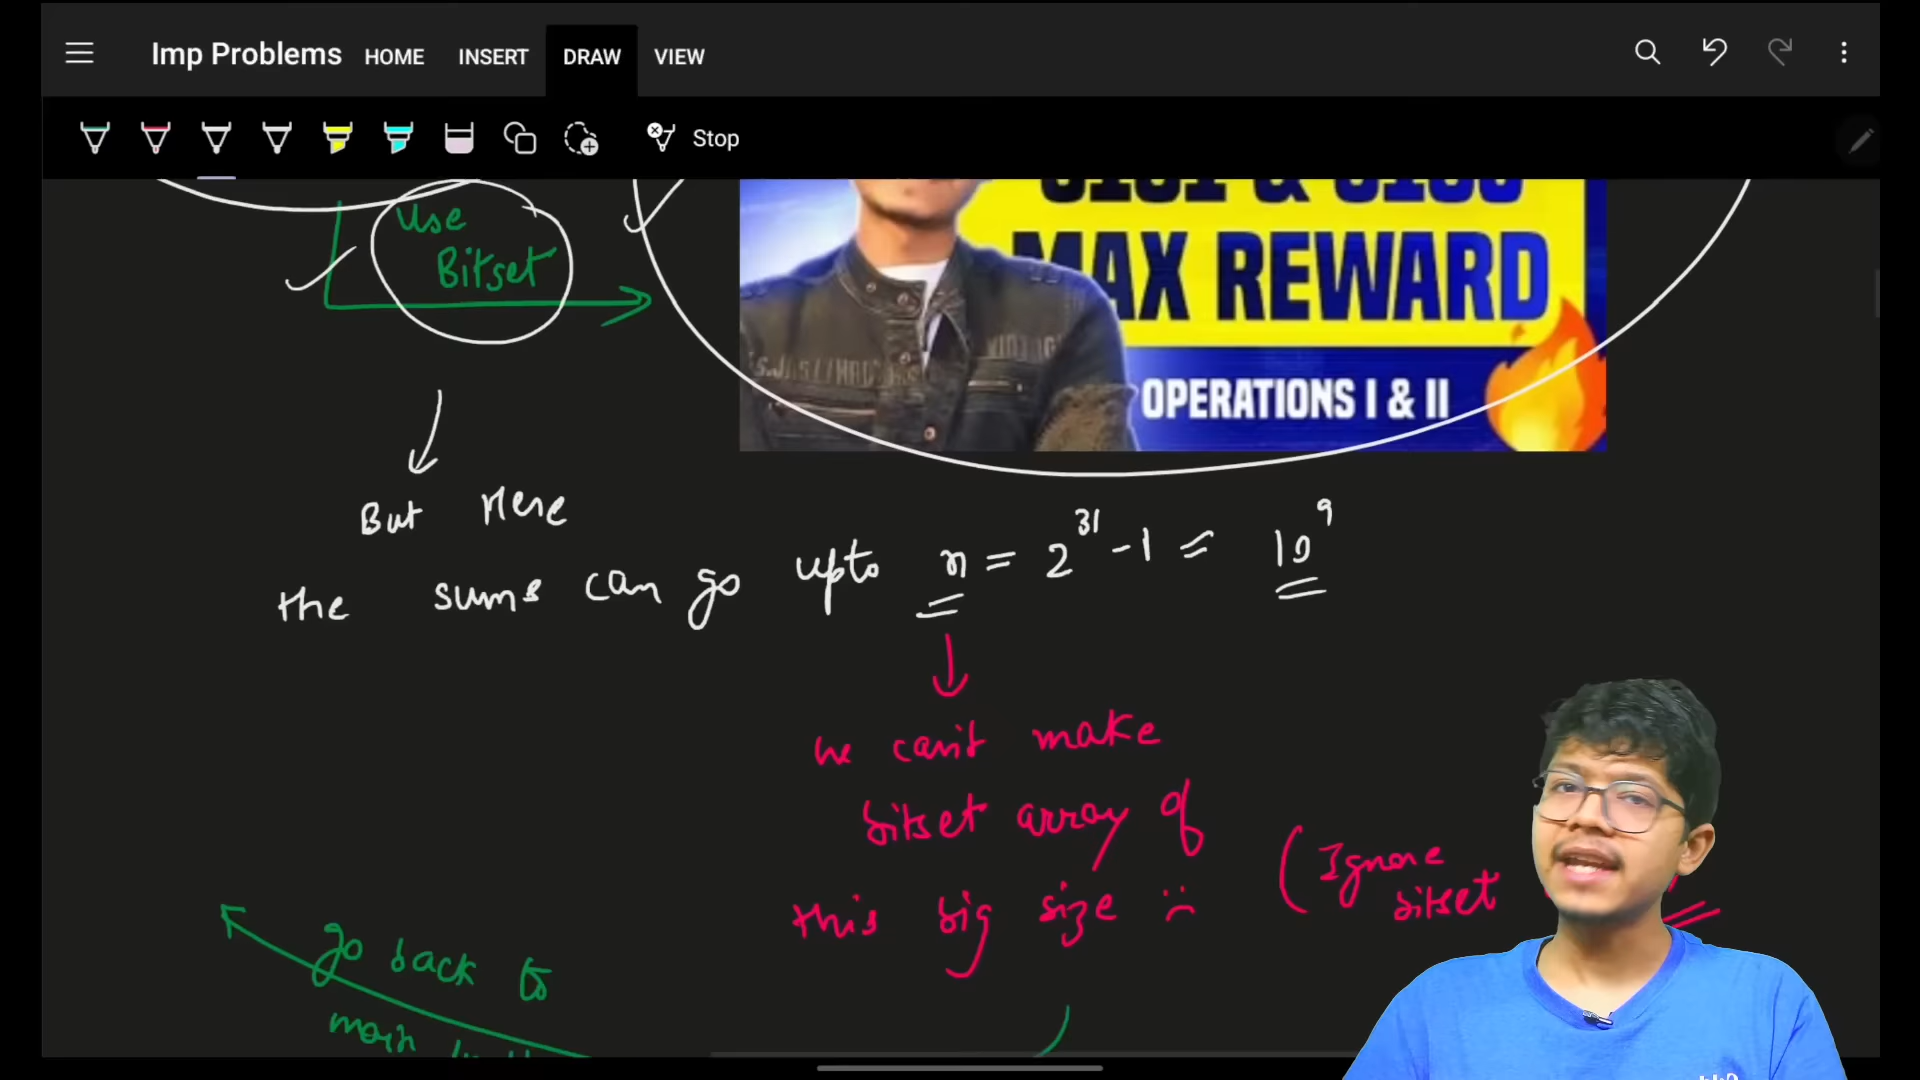 Imp Problems HOME INSERT DRAW VIEW
Stop
Use
Bitset
MAX REWARD
OPERATIONS I & II
But Here
the sums can go upto n = 2^31 - 1 = 10^9
we can't make
bitset array of
this big size :(
(Ignore
bitset
go back to
main